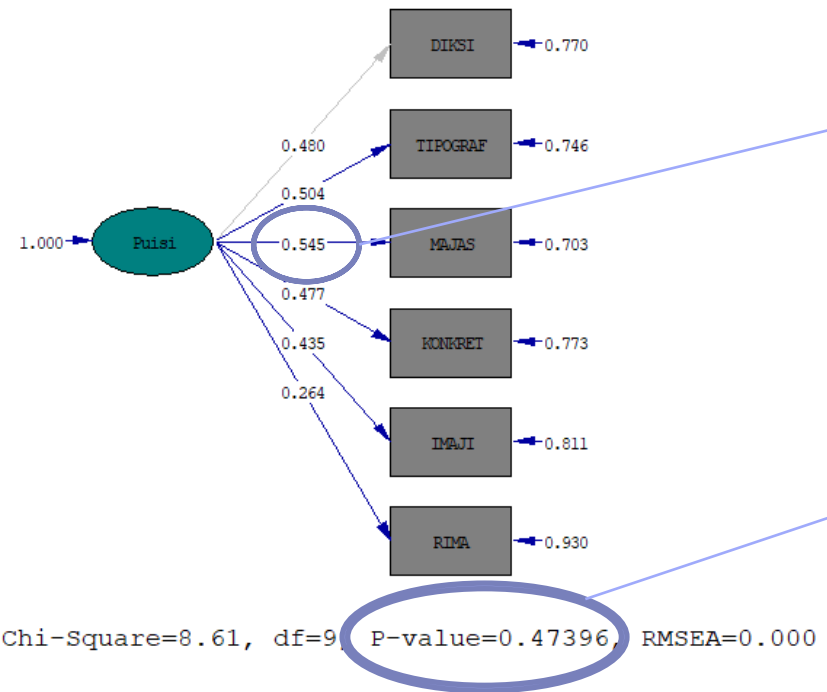 DIKSI
0.770
0.480
TIPOGRAF
0.746
0.504
1.000
Puisi
0.545
MAJAS
0.703
0.477
KONKRET
0.773
0.435
0.264
IMAJI
0.811
RIMA
0.930
Chi-Square=8.61, df=9, P-value=0.47396, RMSEA=0.000